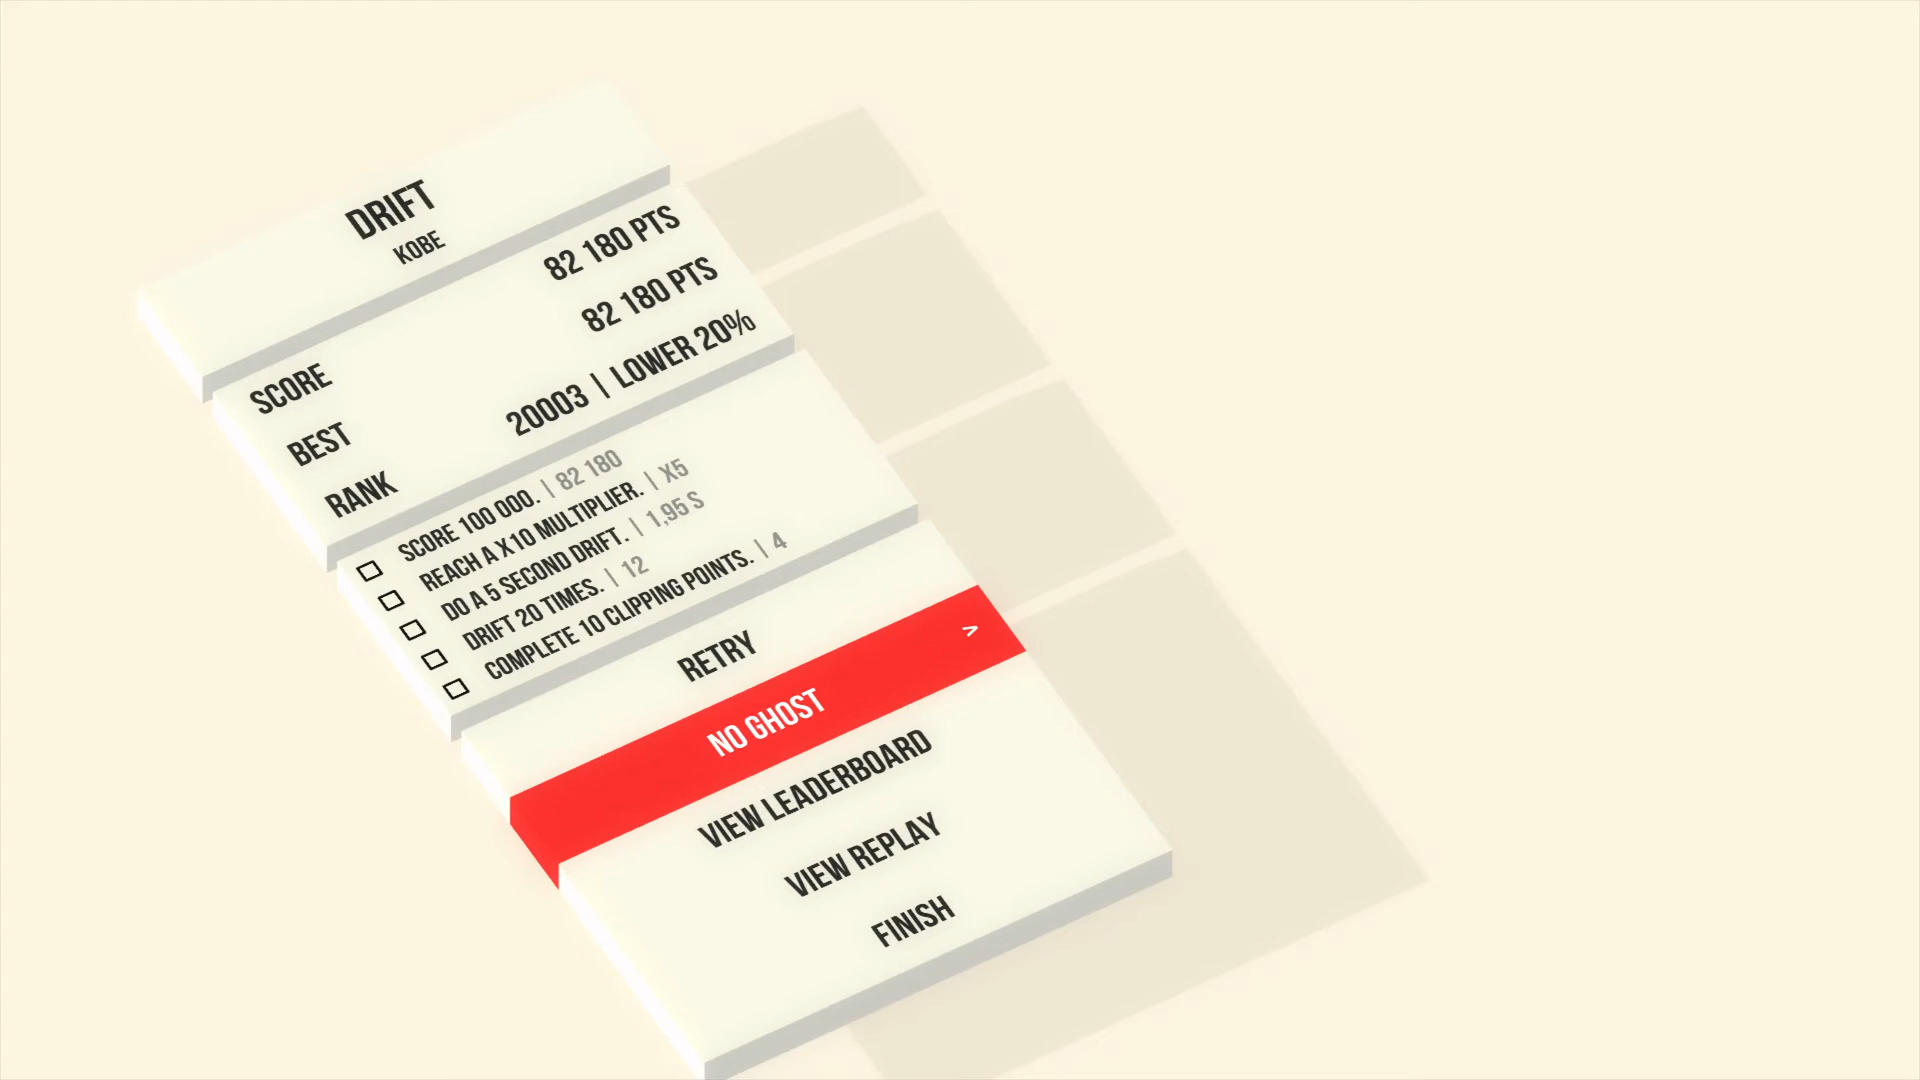 DRIFT
KOBE
SCORE 82 180 PTS
BEST 82 180 PTS
RANK 20003 | LOWER 20%
SCORE 100 000. | 82 180
REACH A X10 MULTIPLIER. | X5
DO A 5 SECOND DRIFT. | 1,95 S
DRIFT 20 TIMES. | 12
COMPLETE 10 CLIPPING POINTS. | 4
RETRY
NO GHOST >
VIEW LEADERBOARD
VIEW REPLAY
FINISH